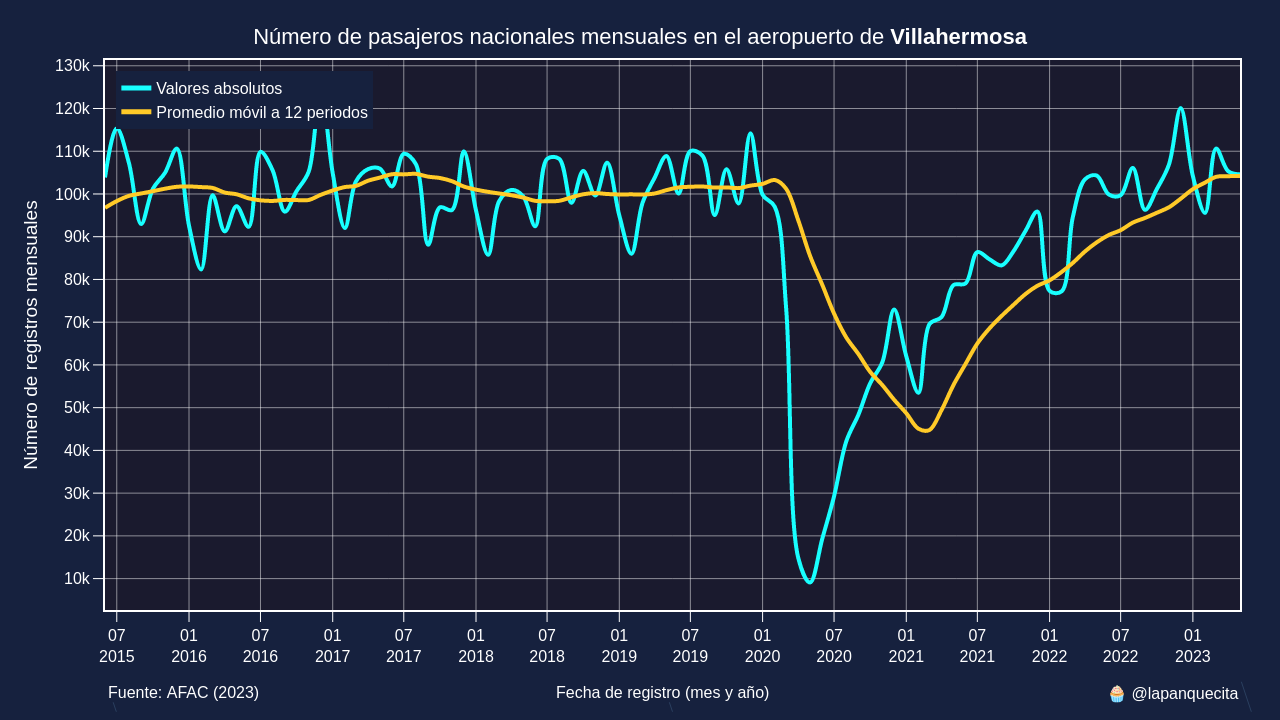 Número de pasajeros nacionales mensuales en el aeropuerto de Villahermosa
Valores absolutos
Promedio móvil a 12 periodos
Número de registros mensuales
130k
120k
110k
100k
90k
80k
70k
60k
50k
40k
30k
20k
10k
07 01 07 01 07 01 07 01 07 01 07 01 07 01 07 01
2015 2016 2016 2017 2017 2018 2018 2019 2019 2020 2020 2021 2021 2022 2022 2023
Fuente: AFAC (2023) Fecha de registro (mes y año) 🧁 @lapanquecita